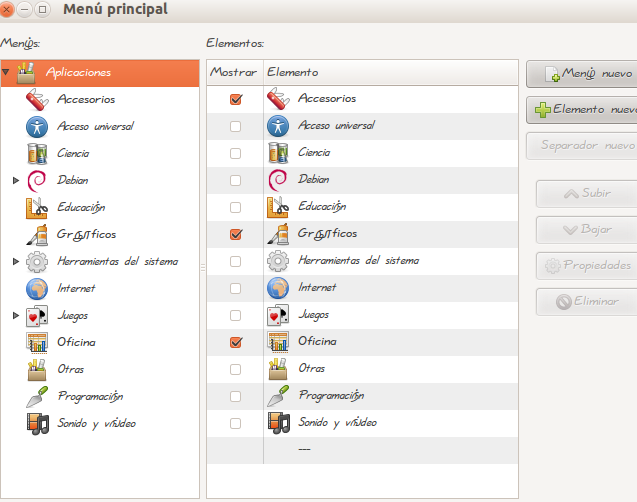 Menú principal
Menús:
Elementos:
Aplicaciones
Accesorios
Acceso universal
Ciencia
Debian
Educación
Gráficos
Herramientas del sistema
Internet
Juegos
Oficina
Otras
Programación
Sonido y vídeo
Mostrar Elemento
Accesorios
Acceso universal
Ciencia
Debian
Educación
Gráficos
Herramientas del sistema
Internet
Juegos
Oficina
Otras
Programación
Sonido y vídeo
---
Menú nuevo
Elemento nuevo
Separador nuevo
Subir
Bajar
Propiedades
Eliminar